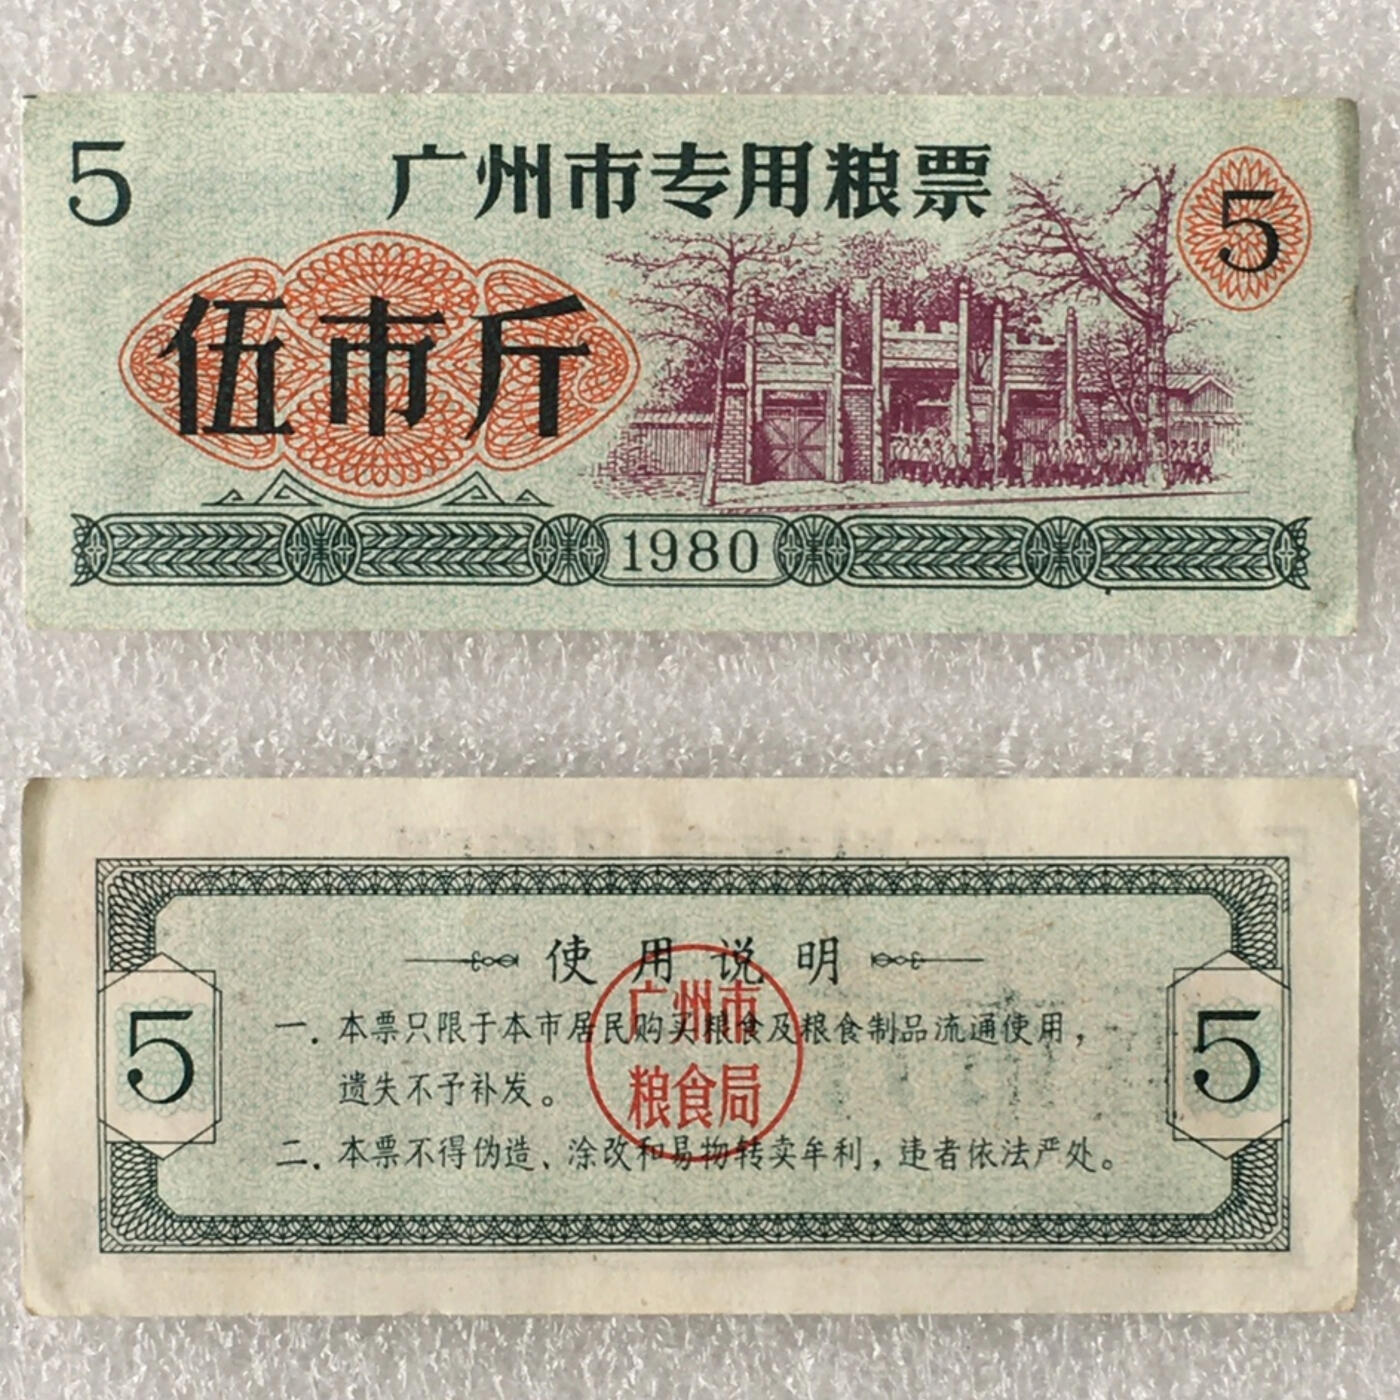 5
广州市专用粮票
5
伍市斤
1980
使用说明
一．本票只限于本市居民购买粮食及粮食制品流通使用，
遗失不予补发。
二．本票不得伪造、涂改和易物转卖牟利，违者依法严处。
5
5
广州市
粮食局